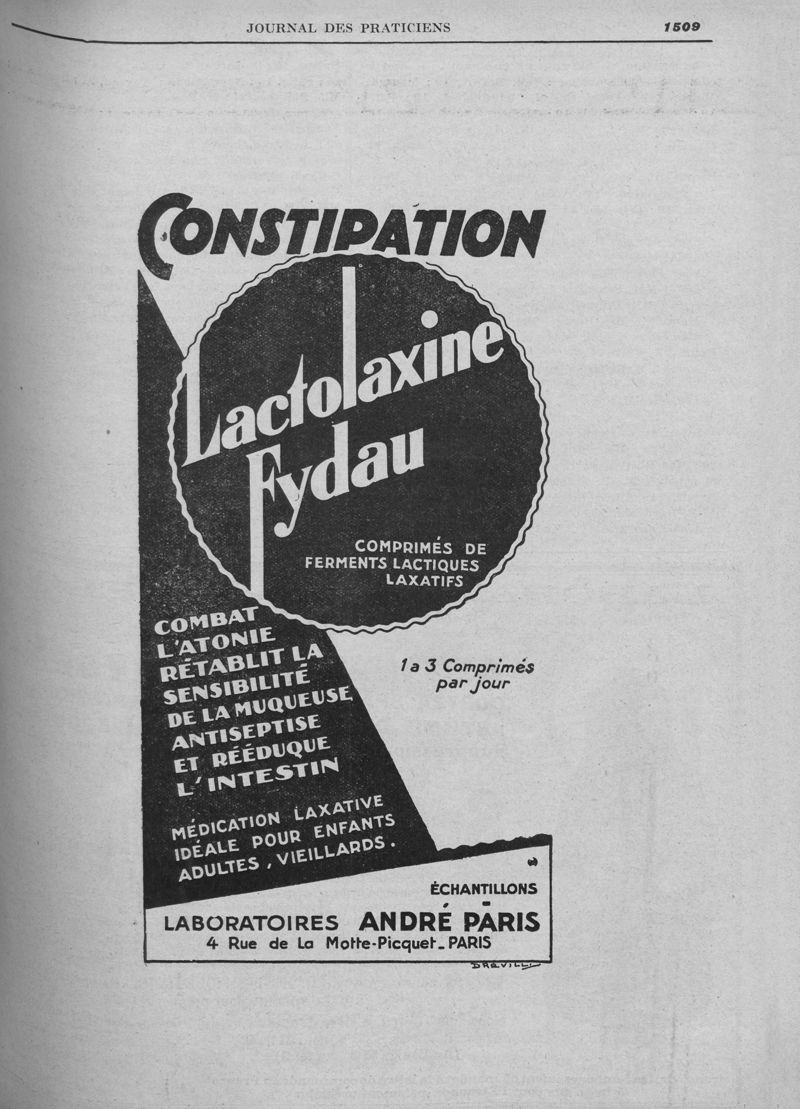 JOURNAL DES PRATICIENS 1509
CONSTIPATION
Lactolaxine
Fydau
COMPRIMÉS DE
FERMENTS LACTIQUES
LAXATIFS
COMBAT
L'ATONIE
RÉTABLIT LA
SENSIBILITÉ
DE LA MUQUEUSE
ANTISEPTISE
ET RÉÉDUQUE
L'INTESTIN
1 a 3 Comprimés
par jour
MÉDICATION LAXATIVE
IDÉALE POUR ENFANTS
ADULTES, VIEILLARDS.
ÉCHANTILLONS
LABORATOIRES ANDRÉ PARIS
4 Rue de La Motte-Picquet_PARIS